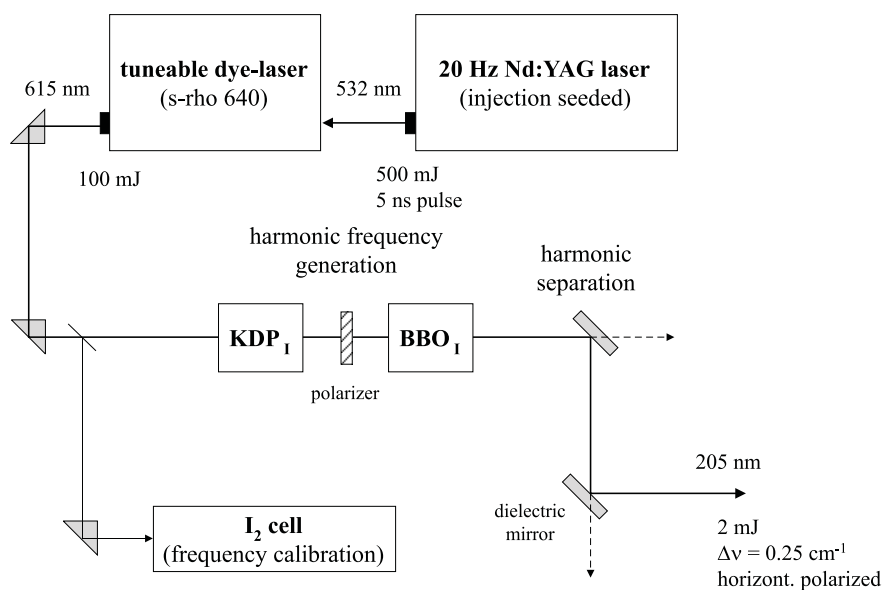 tuneable dye-laser
(s-rho 640)
20 Hz Nd:YAG laser
(injection seeded)
615 nm
532 nm
100 mJ
500 mJ
5 ns pulse
harmonic frequency
generation
harmonic
separation
KDP I
BBO I
polarizer
205 nm
dielectric
mirror
I2 cell
(frequency calibration)
2 mJ
Δν = 0.25 cm-1
horizont. polarized